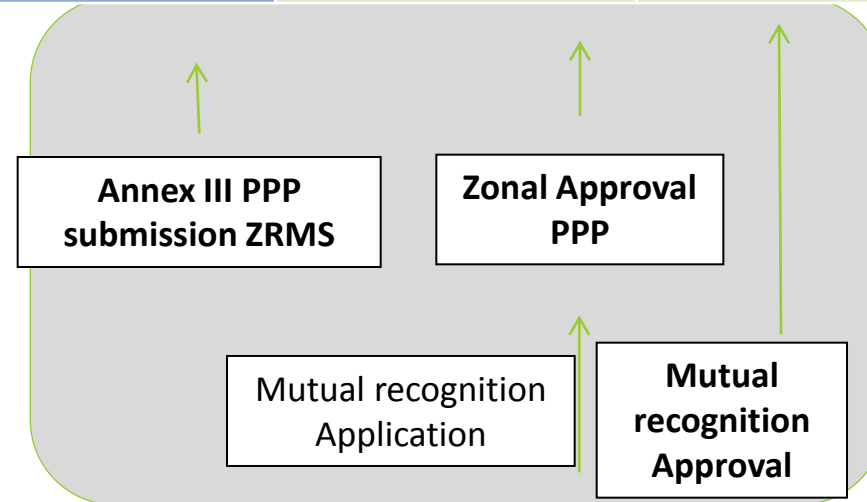 Annex III PPP
submission ZRMS
Zonal Approval
PPP
Mutual recognition
Application
Mutual
recognition
Approval